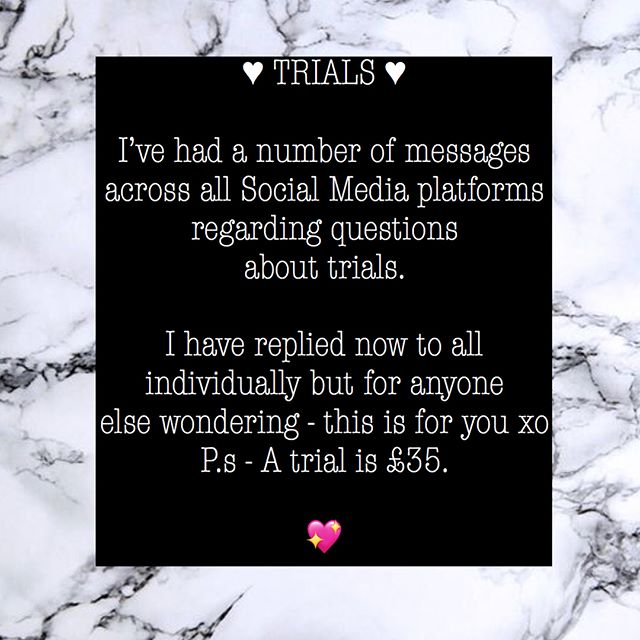 ♥ TRIALS ♥
I’ve had a number of messages
across all Social Media platforms
regarding questions
about trials.
I have replied now to all
individually but for anyone
else wondering - this is for you xo
P.s - A trial is £35.
💖